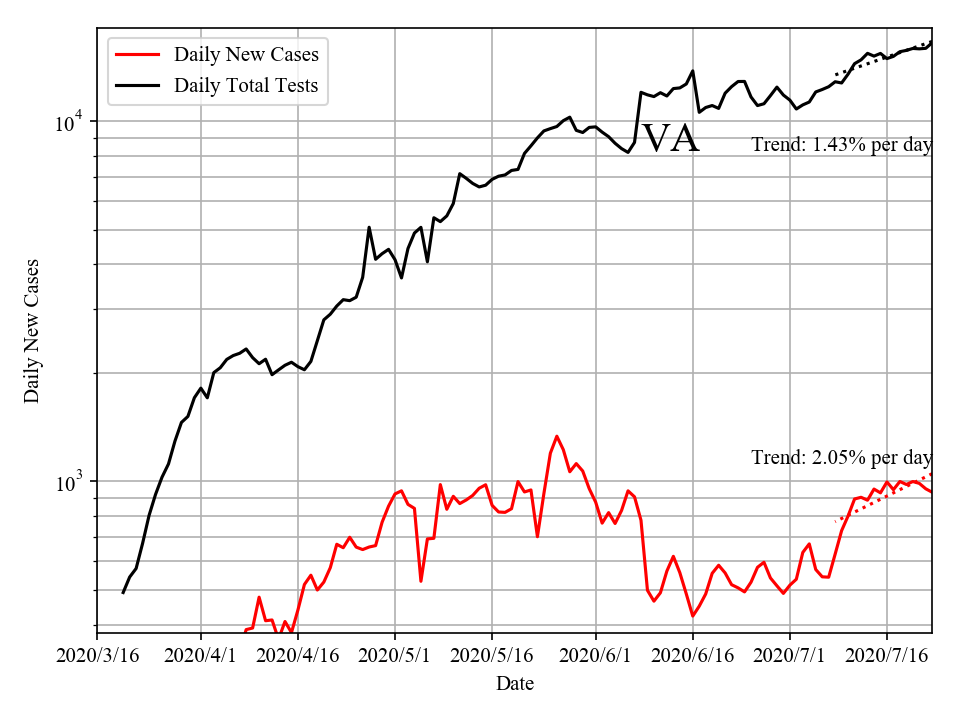 Daily New Cases
Daily Total Tests
10^4
VA
Trend: 1.43% per day
Daily New Cases
Trend: 2.05% per day
10^3
2020/3/16 2020/4/1 2020/4/16 2020/5/1 2020/5/16 2020/6/1 2020/6/16 2020/7/1 2020/7/16
Date